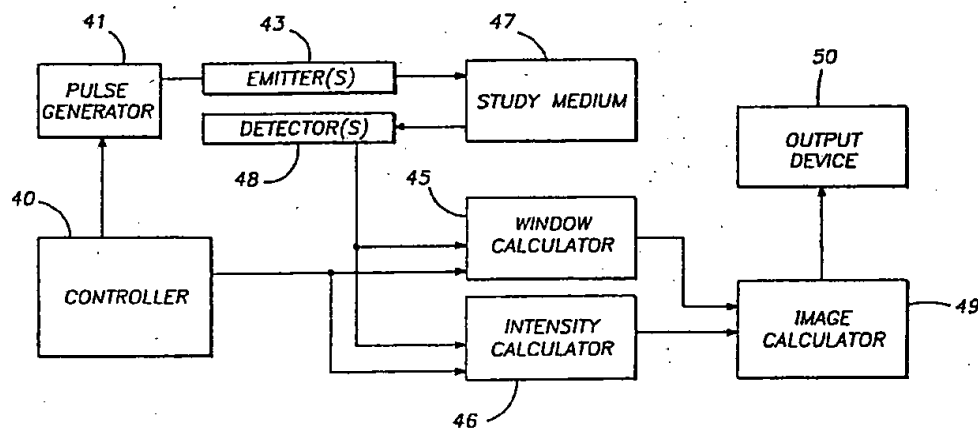 41
PULSE
GENERATOR
43
EMITTER(S)
47
STUDY MEDIUM
DETECTOR(S)
48
50
OUTPUT
DEVICE
40
CONTROLLER
45
WINDOW
CALCULATOR
INTENSITY
CALCULATOR
46
IMAGE
CALCULATOR
49